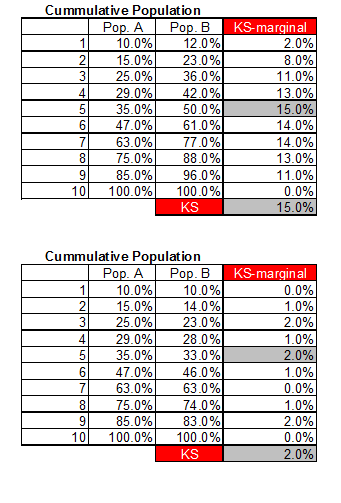 Cummulative Population
Pop. A Pop. B KS-marginal
1 10.0% 12.0% 2.0%
2 15.0% 23.0% 8.0%
3 25.0% 36.0% 11.0%
4 29.0% 42.0% 13.0%
5 35.0% 50.0% 15.0%
6 47.0% 61.0% 14.0%
7 63.0% 77.0% 14.0%
8 75.0% 88.0% 13.0%
9 85.0% 96.0% 11.0%
10 100.0% 100.0% 0.0%
KS 15.0%
Cummulative Population
Pop. A Pop. B KS-marginal
1 10.0% 10.0% 0.0%
2 15.0% 14.0% 1.0%
3 25.0% 23.0% 2.0%
4 29.0% 28.0% 1.0%
5 35.0% 33.0% 2.0%
6 47.0% 46.0% 1.0%
7 63.0% 63.0% 0.0%
8 75.0% 74.0% 1.0%
9 85.0% 83.0% 2.0%
10 100.0% 100.0% 0.0%
KS 2.0%